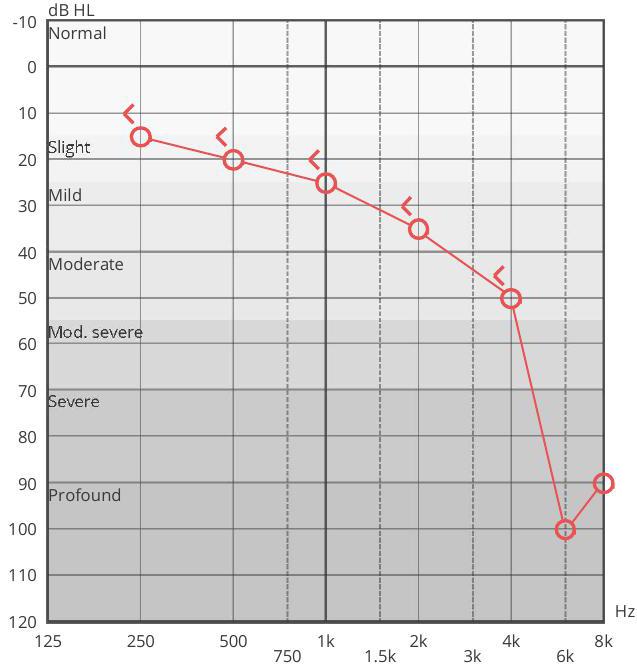 dB HL
-10
Normal
0
10
Slight
20
Mild
30
40
Moderate
50
Mod. severe
60
70
Severe
80
90
Profound
100
110
120
Hz
125 250 500 1k 2k 4k 8k
750 1.5k 3k 6k